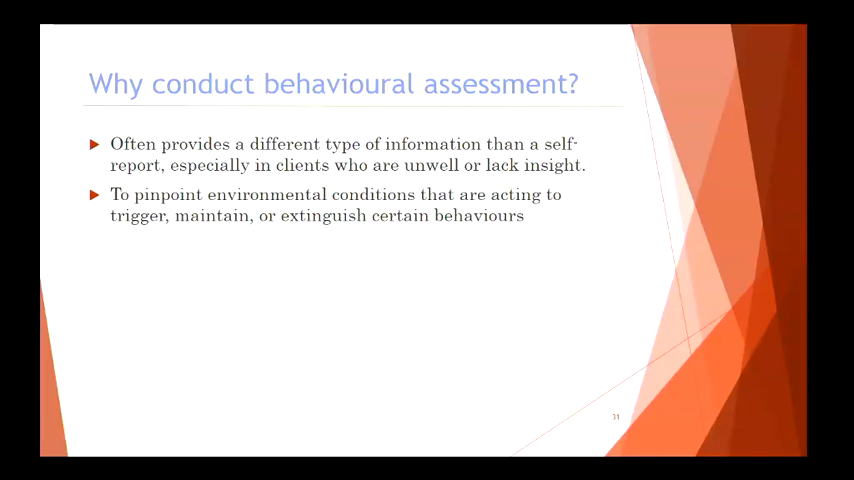 Why conduct behavioural assessment?
Often provides a different type of information than a self-
report, especially in clients who are unwell or lack insight.
To pinpoint environmental conditions that are acting to
trigger, maintain, or extinguish certain behaviours
11